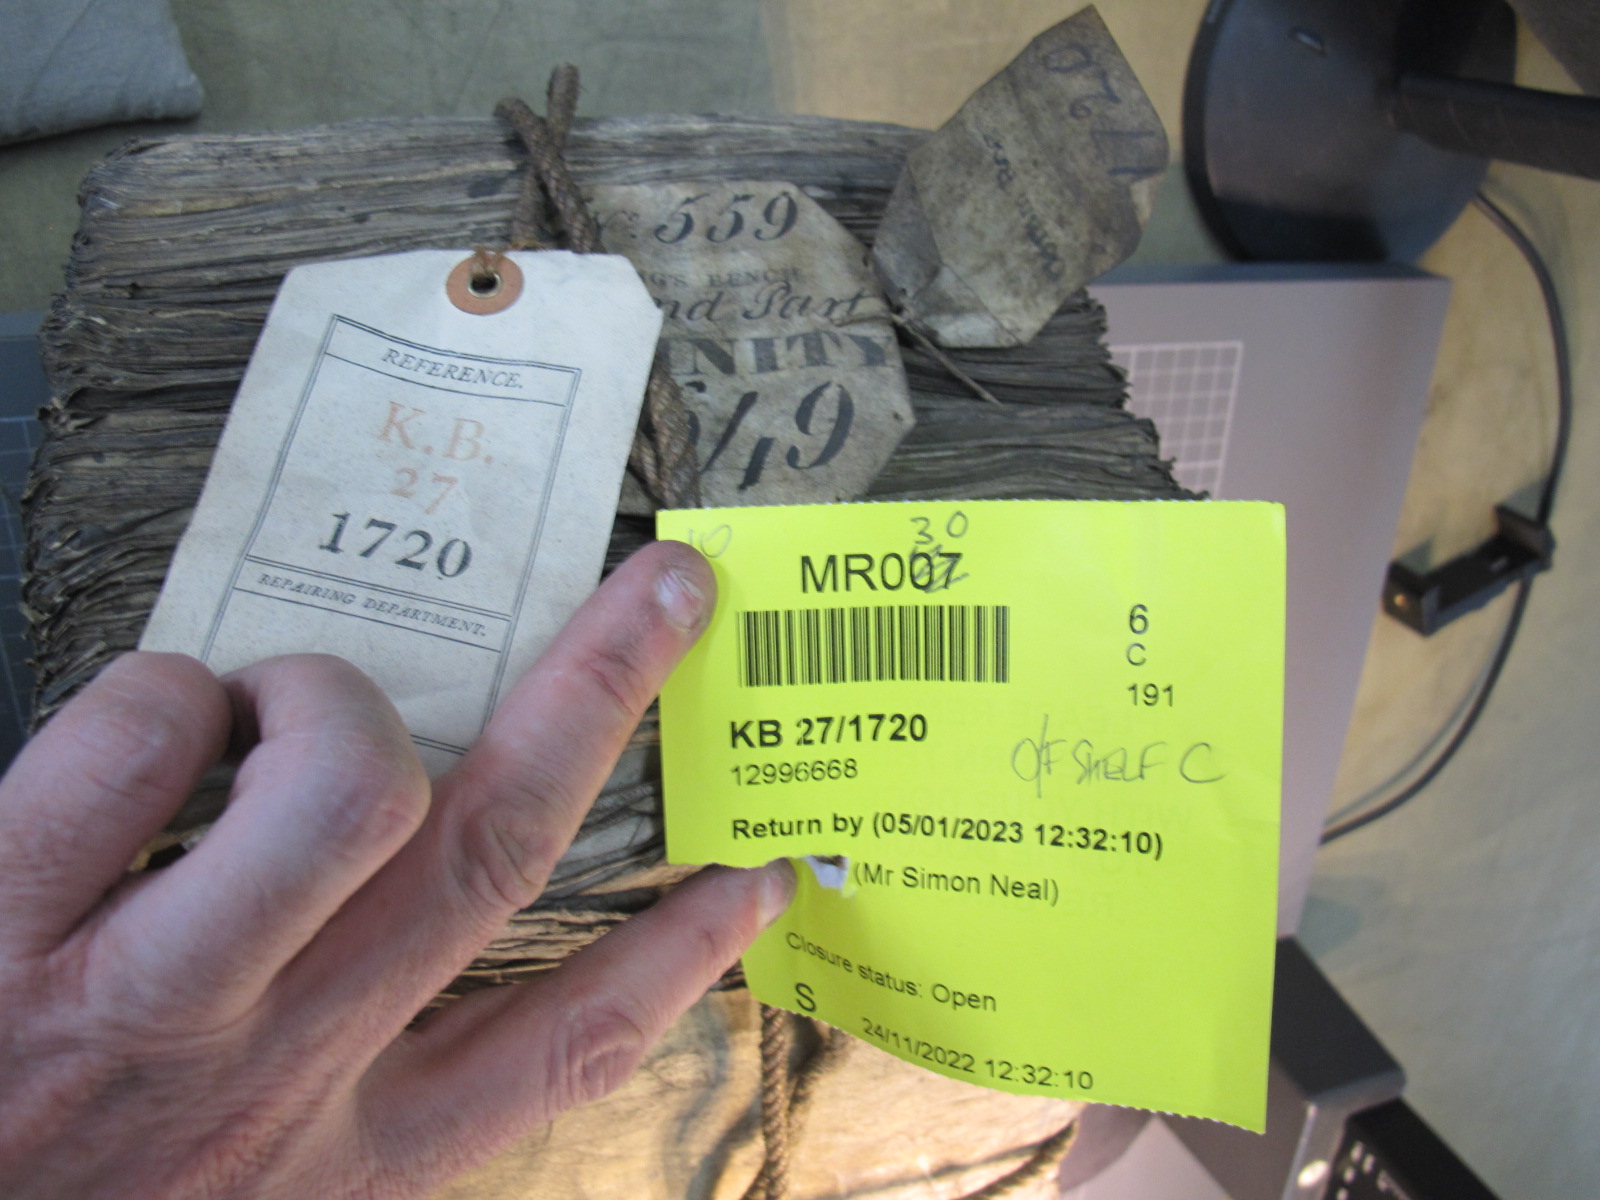 No. 559
G'S BENCH
nd Part
NITY
49
1720
REFERENCE.
K.B.
27
1720
REPAIRING DEPARTMENT.
10
30
MR007
6
C
191
KB 27/1720
12996668
O/F SHELF C
Return by (05/01/2023 12:32:10)
(Mr Simon Neal)
Closure status: Open
S
24/11/2022 12:32:10